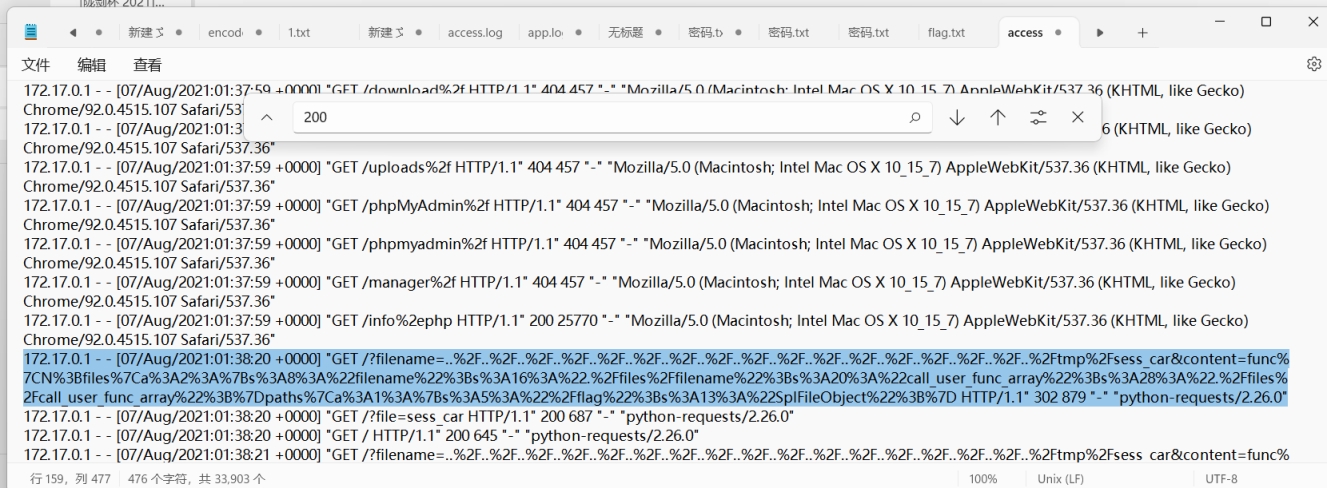 [陇剑杯 2021]...
新建 文
encode
1.txt
新建 文
access.log
app.log
无标题
密码.tx
密码.txt
密码.txt
flag.txt
access
文件 编辑 查看
200
172.17.0.1 - - [07/Aug/2021:01:37:59 +0000] "GET /download%2f HTTP/1.1" 404 457 "-" "Mozilla/5.0 (Macintosh; Intel Mac OS X 10_15_7) AppleWebKit/537.36 (KHTML, like Gecko)
Chrome/92.0.4515.107 Safari/537
172.17.0.1 - - [07/Aug/2021:01:3 6 (KHTML, like Gecko)
Chrome/92.0.4515.107 Safari/537.36"
172.17.0.1 - - [07/Aug/2021:01:37:59 +0000] "GET /uploads%2f HTTP/1.1" 404 457 "-" "Mozilla/5.0 (Macintosh; Intel Mac OS X 10_15_7) AppleWebKit/537.36 (KHTML, like Gecko)
Chrome/92.0.4515.107 Safari/537.36"
172.17.0.1 - - [07/Aug/2021:01:37:59 +0000] "GET /phpMyAdmin%2f HTTP/1.1" 404 457 "-" "Mozilla/5.0 (Macintosh; Intel Mac OS X 10_15_7) AppleWebKit/537.36 (KHTML, like Gecko)
Chrome/92.0.4515.107 Safari/537.36"
172.17.0.1 - - [07/Aug/2021:01:37:59 +0000] "GET /phpmyadmin%2f HTTP/1.1" 404 457 "-" "Mozilla/5.0 (Macintosh; Intel Mac OS X 10_15_7) AppleWebKit/537.36 (KHTML, like Gecko)
Chrome/92.0.4515.107 Safari/537.36"
172.17.0.1 - - [07/Aug/2021:01:37:59 +0000] "GET /manager%2f HTTP/1.1" 404 457 "-" "Mozilla/5.0 (Macintosh; Intel Mac OS X 10_15_7) AppleWebKit/537.36 (KHTML, like Gecko)
Chrome/92.0.4515.107 Safari/537.36"
172.17.0.1 - - [07/Aug/2021:01:37:59 +0000] "GET /info%2ephp HTTP/1.1" 200 25770 "-" "Mozilla/5.0 (Macintosh; Intel Mac OS X 10_15_7) AppleWebKit/537.36 (KHTML, like Gecko)
Chrome/92.0.4515.107 Safari/537.36"
172.17.0.1 - - [07/Aug/2021:01:38:20 +0000] "GET /?filename=..%2F..%2F..%2F..%2F..%2F..%2F..%2F..%2F..%2F..%2F..%2F..%2F..%2F..%2F..%2F..%2Ftmp%2Fsess_car&content=func%
7CN%3Bfiles%7Ca%3A2%3A%7Bs%3A8%3A%22filename%22%3Bs%3A16%3A%22.%2Ffiles%2Ffilename%22%3Bs%3A20%3A%22call_user_func_array%22%3Bs%3A28%3A%22.%2Ffiles%
2Fcall_user_func_array%22%3B%7Dpaths%7Ca%3A1%3A%7Bs%3A5%3A%22%2Fflag%22%3Bs%3A13%3A%22SplFileObject%22%3B%7D HTTP/1.1" 302 879 "-" "python-requests/2.26.0"
172.17.0.1 - - [07/Aug/2021:01:38:20 +0000] "GET /?file=sess_car HTTP/1.1" 200 687 "-" "python-requests/2.26.0"
172.17.0.1 - - [07/Aug/2021:01:38:20 +0000] "GET / HTTP/1.1" 200 645 "-" "python-requests/2.26.0"
172.17.0.1 - - [07/Aug/2021:01:38:21 +0000] "GET /?filename=..%2F..%2F..%2F..%2F..%2F..%2F..%2F..%2F..%2F..%2F..%2F..%2F..%2F..%2F..%2F..%2Ftmp%2Fsess_car&content=func%
行 159，列 477 476 个字符，共 33,903 个 100% Unix (LF) UTF-8